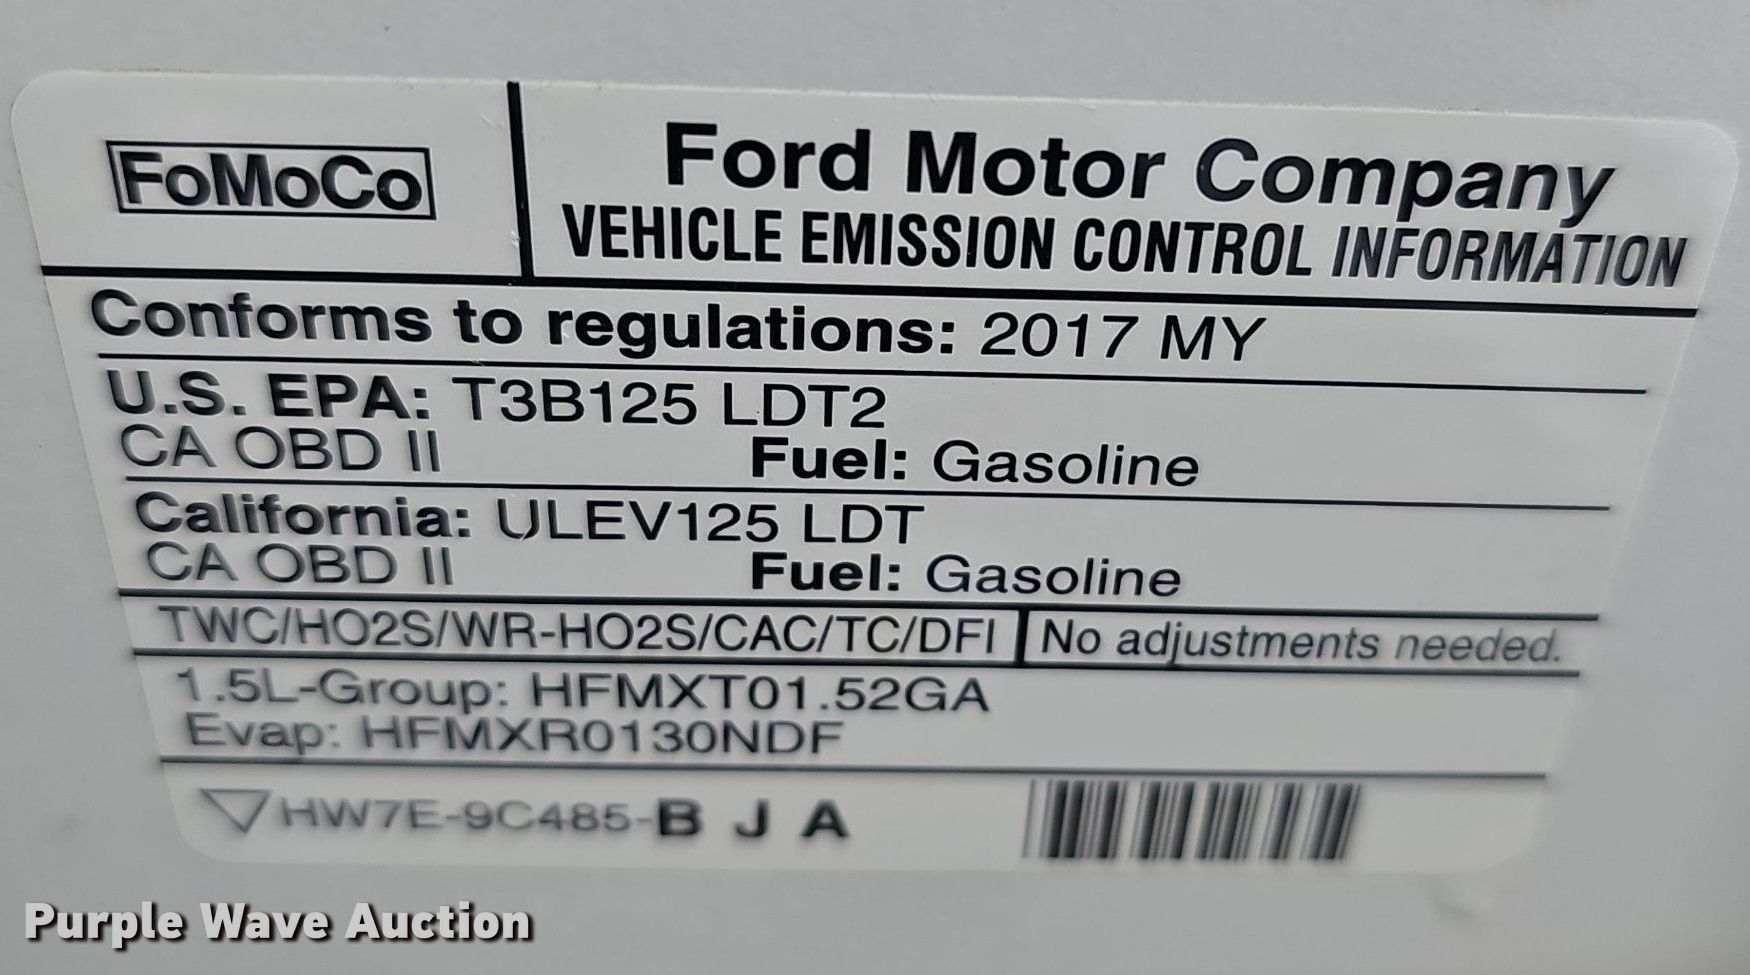 FoMoCo
Ford Motor Company
VEHICLE EMISSION CONTROL INFORMATION
Conforms to regulations: 2017 MY
U.S. EPA: T3B125 LDT2
CA OBD II Fuel: Gasoline
California: ULEV125 LDT
CA OBD II Fuel: Gasoline
TWC/HO2S/WR-HO2S/CAC/TC/DFI No adjustments needed.
1.5L-Group: HFMXT01.52GA
Evap: HFMXR0130NDF
HW7E-9C485-B J A
Purple Wave Auction